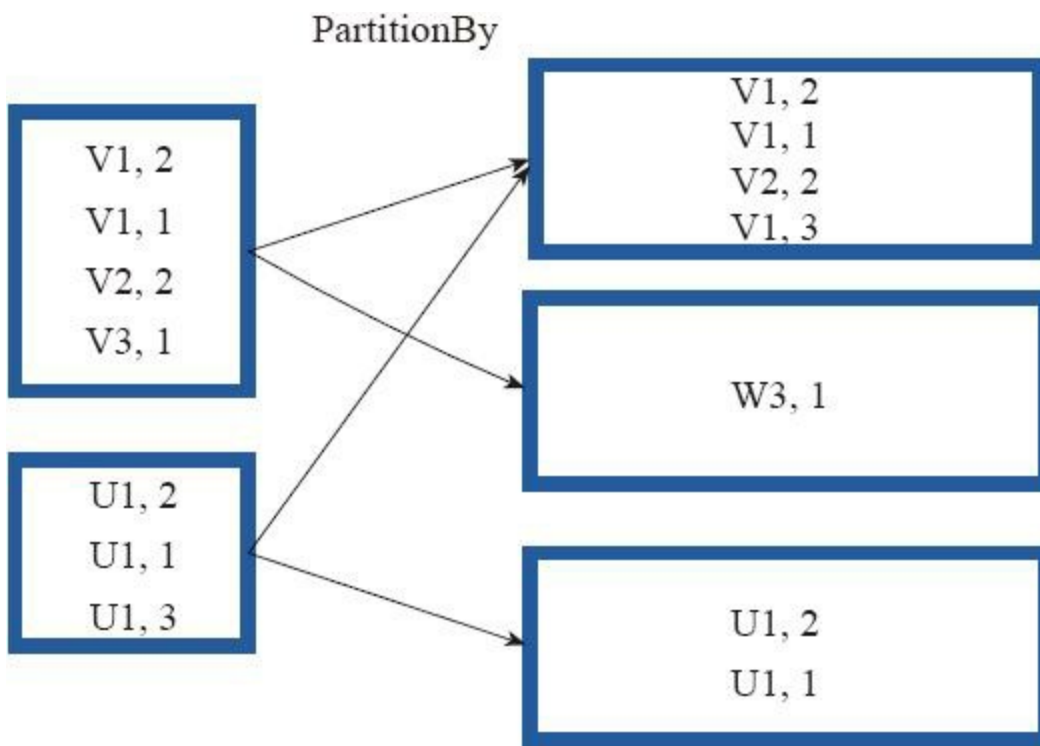 PartitionBy
V1, 2
V1, 1
V2, 2
V3, 1
U1, 2
U1, 1
U1, 3
V1, 2
V1, 1
V2, 2
V1, 3
W3, 1
U1, 2
U1, 1